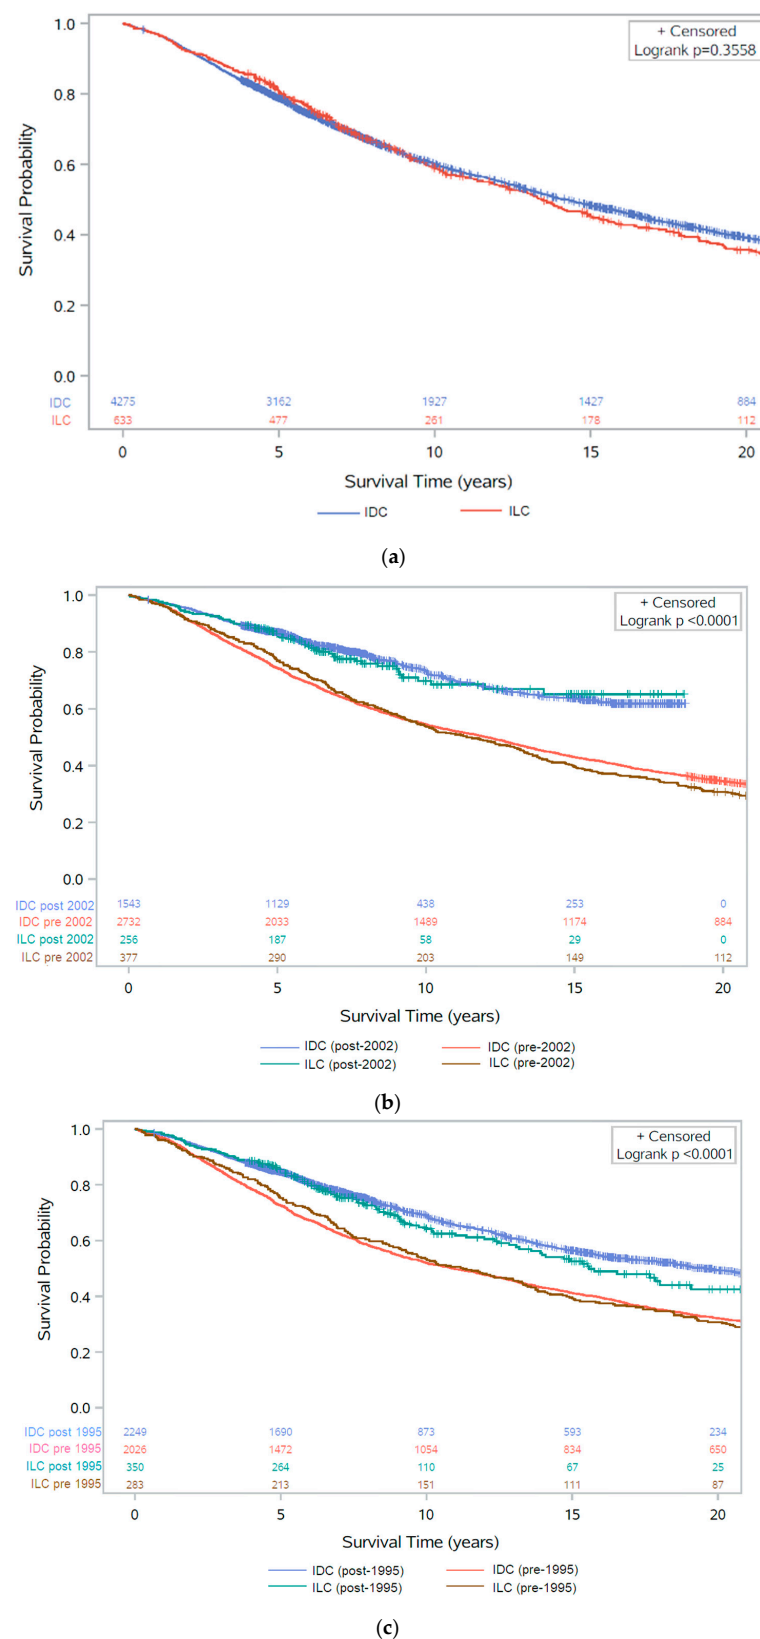 1.0
+ Censored
Logrank p=0.3558
0.8
0.6
0.4
0.2
0.0
Survival Probability
IDC 4275 3162 1927 1427 884
ILC 633 477 261 178 112
0 5 10 15 20
Survival Time (years)
IDC ILC
(a)
1.0
+ Censored
Logrank p <0.0001
0.8
0.6
0.4
0.2
0.0
Survival Probability
IDC post 2002 1543 1129 438 253 0
IDC pre 2002 2732 2033 1489 1174 884
ILC post 2002 256 187 58 29 0
ILC pre 2002 377 290 203 149 112
0 5 10 15 20
Survival Time (years)
IDC (post-2002) IDC (pre-2002)
ILC (post-2002) ILC (pre-2002)
(b)
1.0
+ Censored
Logrank p <0.0001
0.8
0.6
0.4
0.2
0.0
Survival Probability
IDC post 1995 2249 1690 873 593 234
IDC pre 1995 2026 1472 1054 834 650
ILC post 1995 350 264 110 67 25
ILC pre 1995 283 213 151 111 87
0 5 10 15 20
Survival Time (years)
IDC (post-1995) IDC (pre-1995)
ILC (post-1995) ILC (pre-1995)
(c)